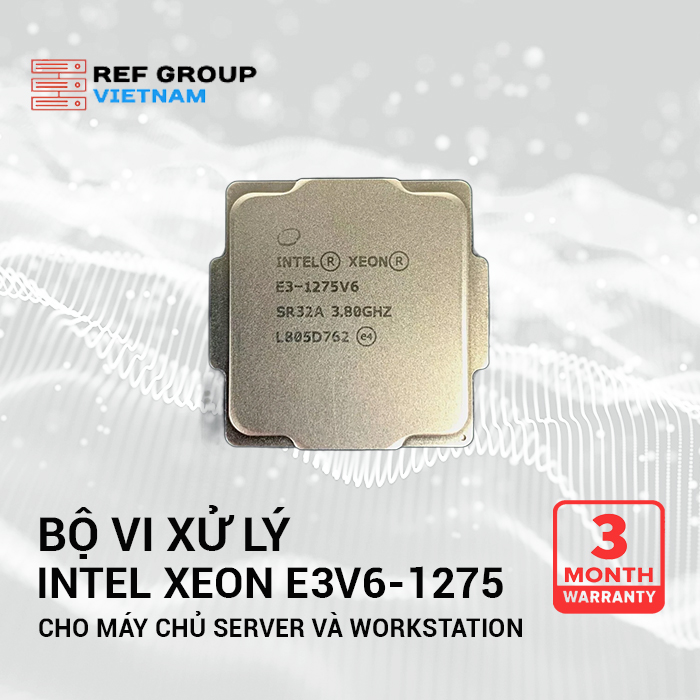 REF GROUP
VIETNAM
INTEL® XEON®
E3-1275V6
SR32A 3.80GHZ
L805D762 e4
BỘ VI XỬ LÝ
INTEL XEON E3V6-1275
CHO MÁY CHỦ SERVER VÀ WORKSTATION
3
MONTH
WARRANTY